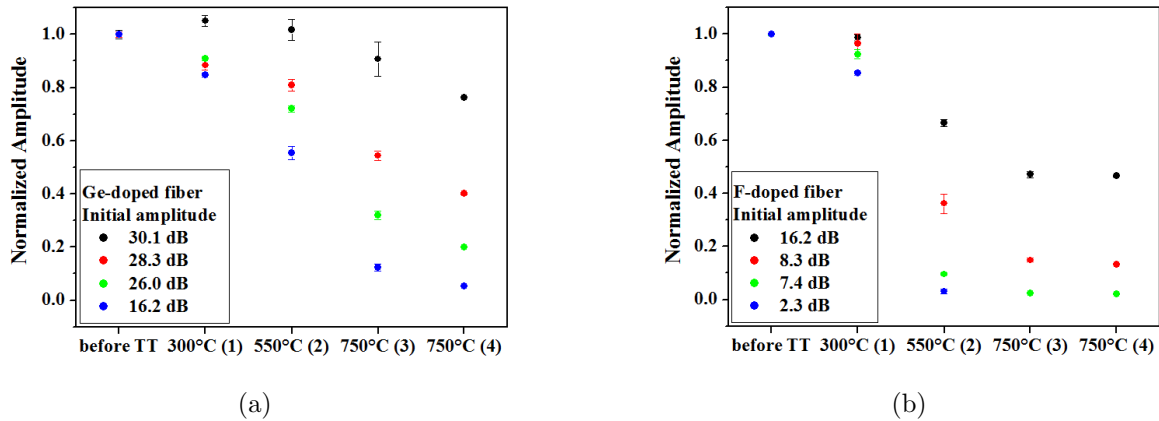 Normalized Amplitude
1.0
0.8
0.6
0.4
0.2
0.0
Ge-doped fiber
Initial amplitude
30.1 dB
28.3 dB
26.0 dB
16.2 dB
before TT 300°C (1) 550°C (2) 750°C (3) 750°C (4)
(a)
Normalized Amplitude
1.0
0.8
0.6
0.4
0.2
0.0
F-doped fiber
Initial amplitude
16.2 dB
8.3 dB
7.4 dB
2.3 dB
before TT 300°C (1) 550°C (2) 750°C (3) 750°C (4)
(b)